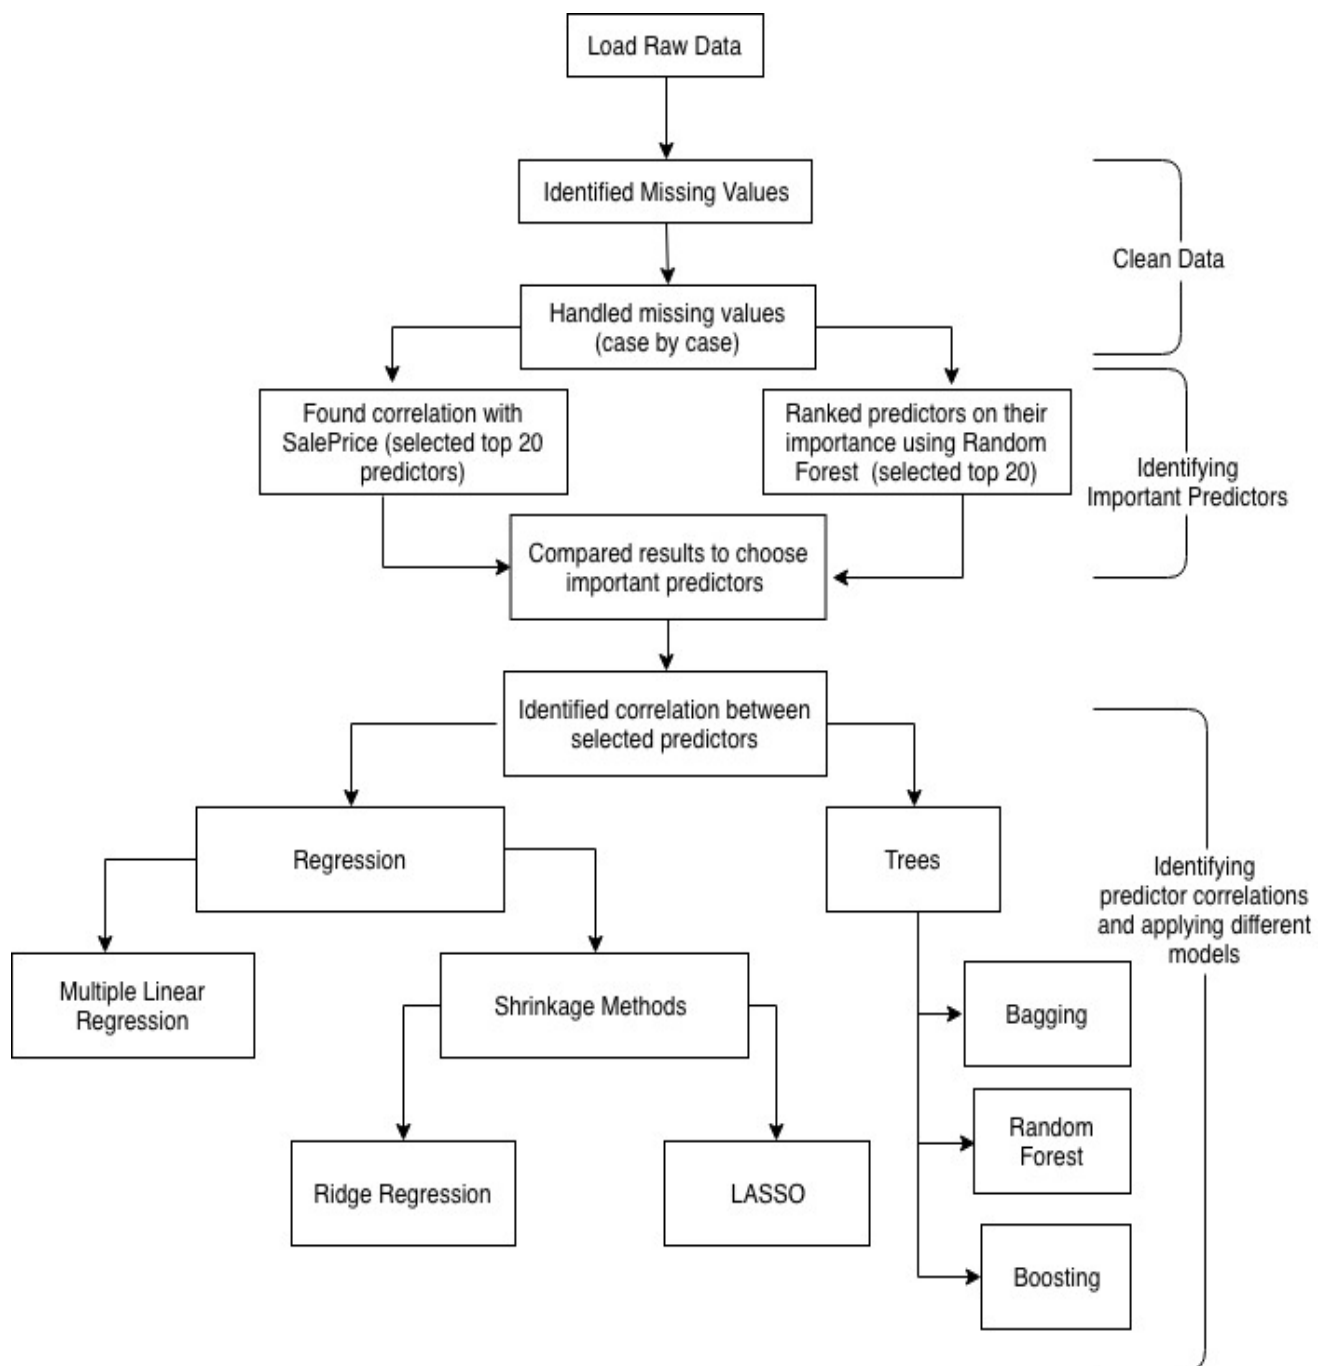 Load Raw Data
Identified Missing Values
Clean Data
Handled missing values
(case by case)
Found correlation with
SalePrice (selected top 20
predictors)
Ranked predictors on their
importance using Random
Forest (selected top 20)
Identifying
Important Predictors
Compared results to choose
important predictors
Identified correlation between
selected predictors
Regression
Trees
Identifying
predictor correlations
and applying different
models
Multiple Linear
Regression
Shrinkage Methods
Bagging
Random
Forest
Ridge Regression
LASSO
Boosting